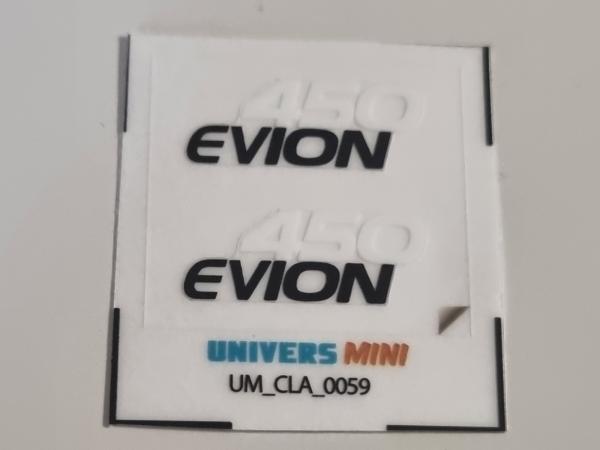 450
EVION
450
EVION
UNIVERS MINI
UM_CLA_0059